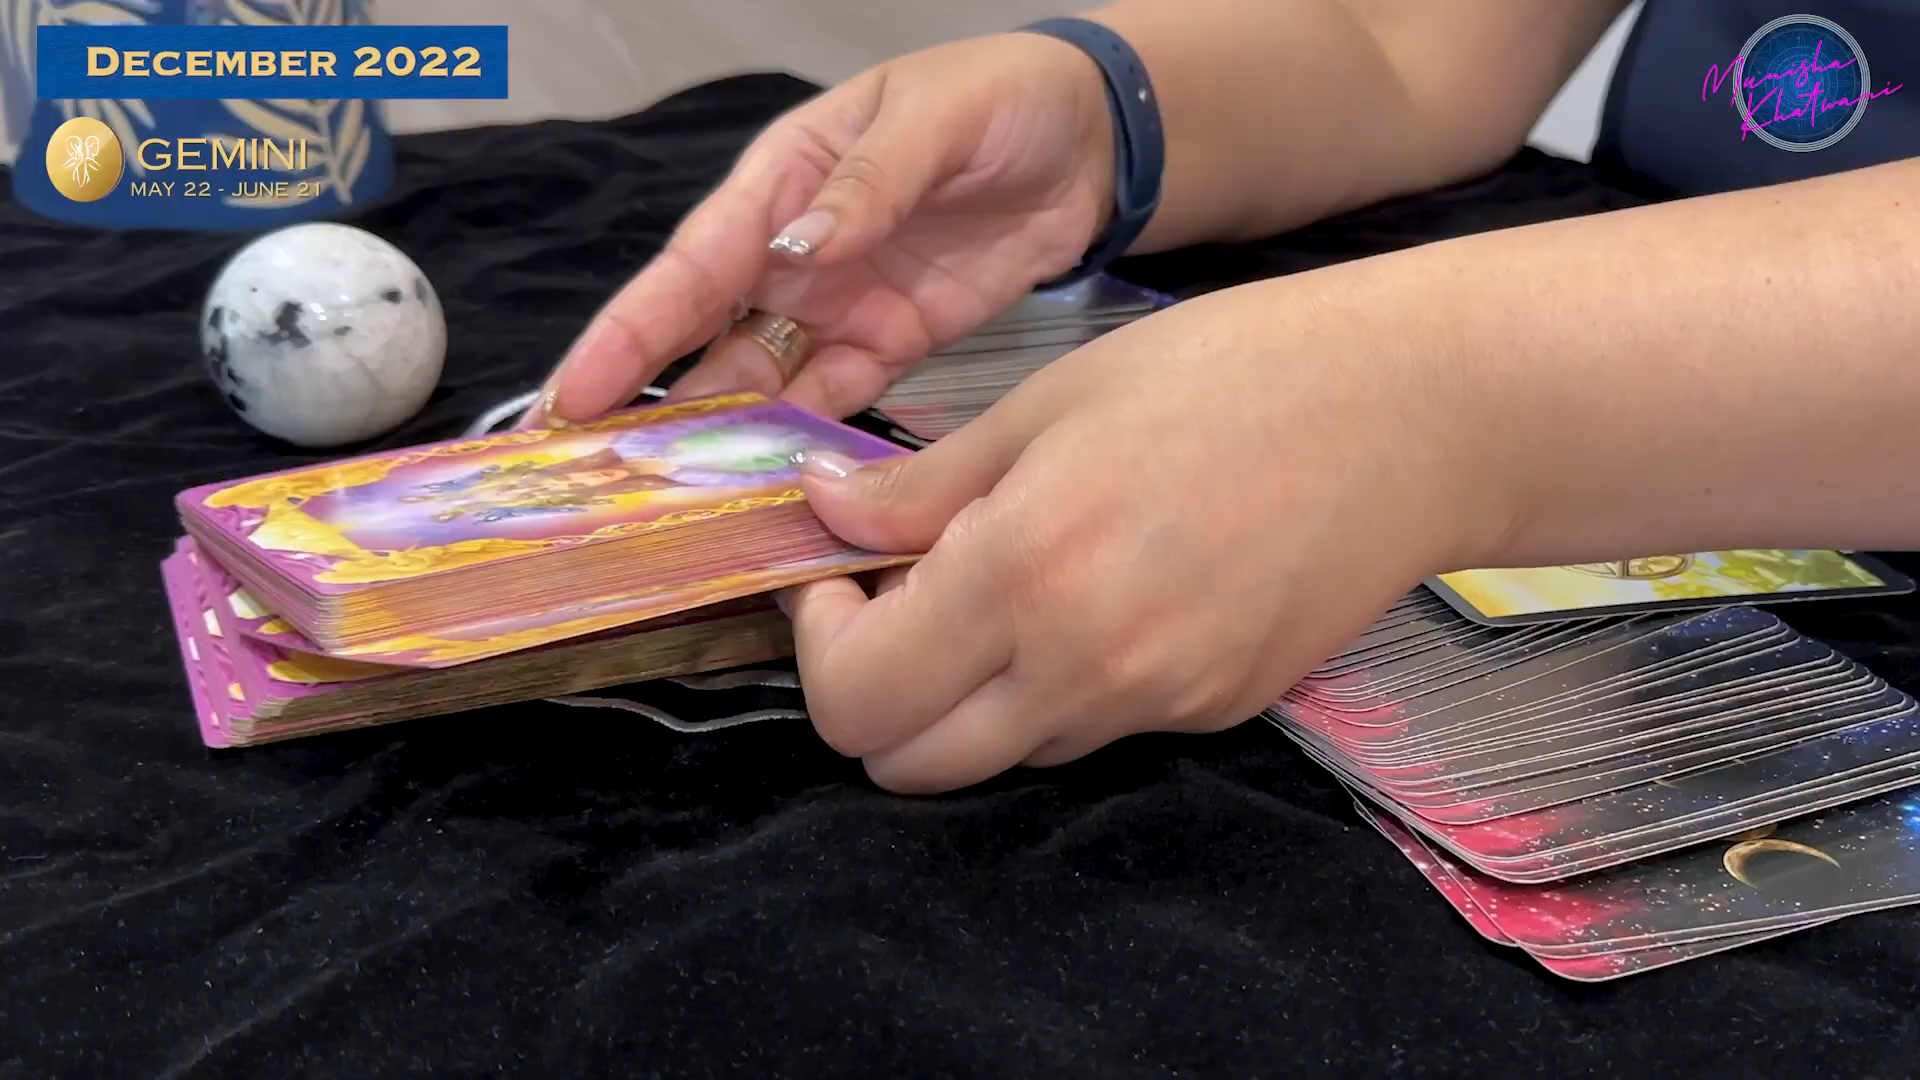 DECEMBER 2022
GEMINI
MAY 22 - JUNE 21
Munisha
Khatwani